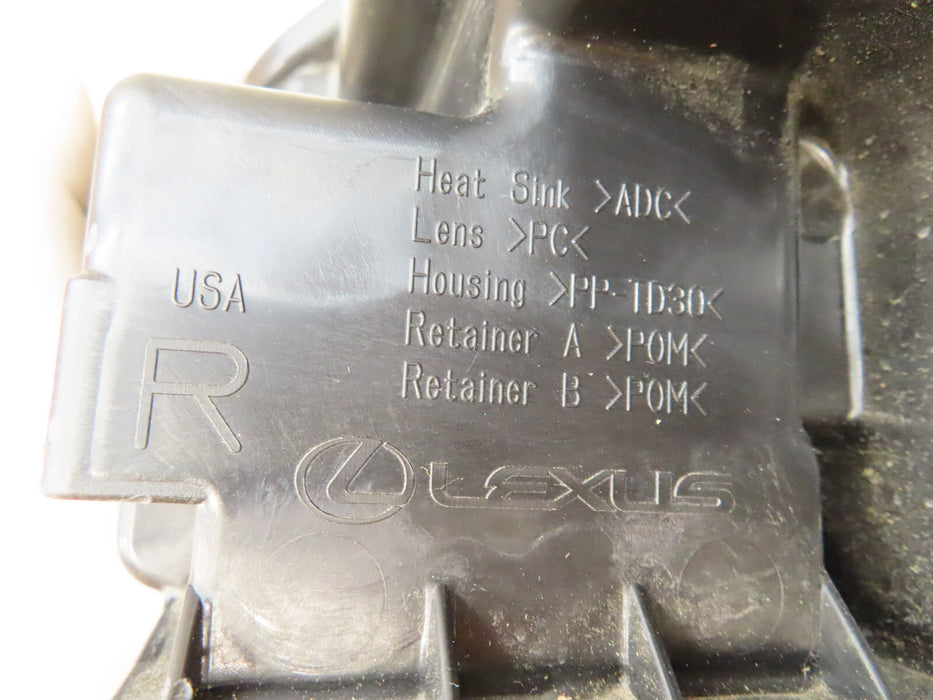 Heat Sink >ADC<
Lens >PC<
Housing >PP-TD30<
Retainer A >POM<
Retainer B >POM<
USA
R
LEXUS